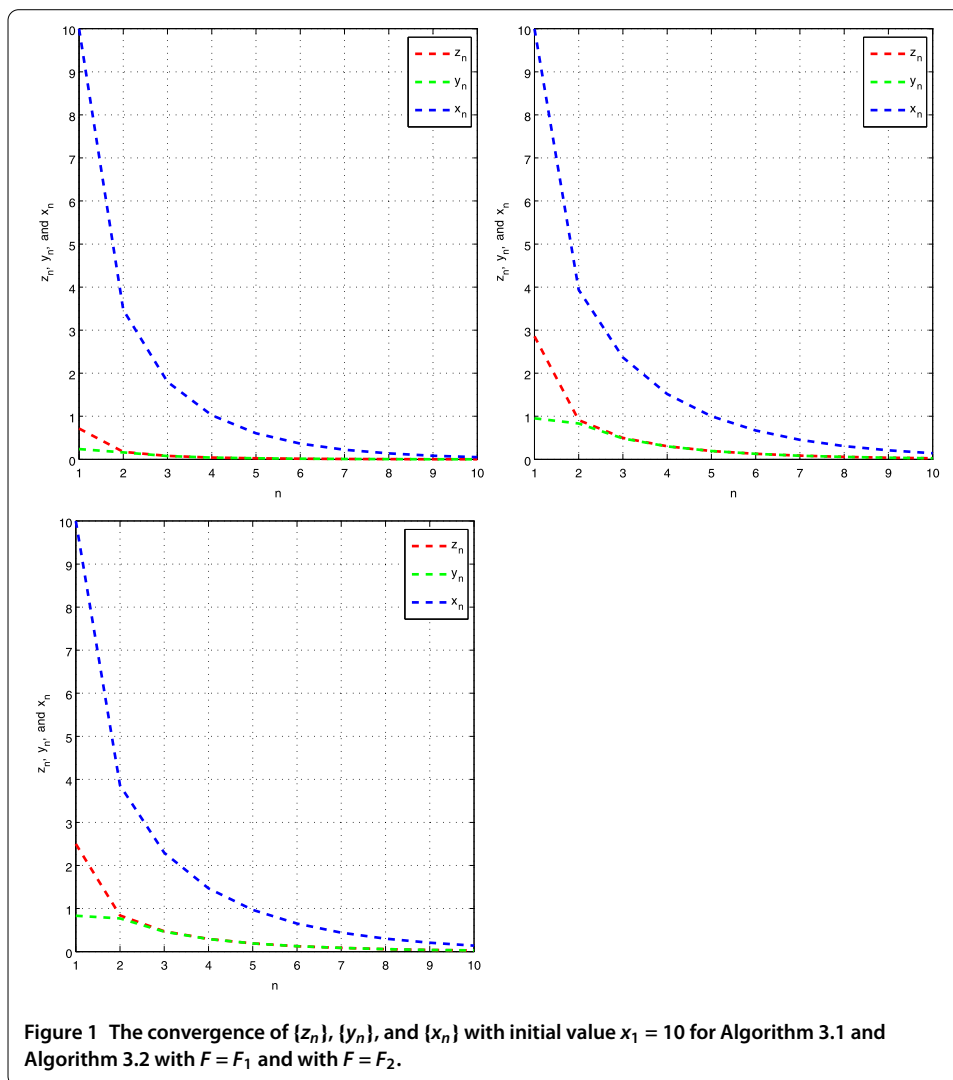 10
9
8
7
6
5
4
3
2
1
0
z_n, y_n, and x_n
1 2 3 4 5 6 7 8 9 10
n
z_n
y_n
x_n
10
9
8
7
6
5
4
3
2
1
0
z_n, y_n, and x_n
1 2 3 4 5 6 7 8 9 10
n
z_n
y_n
x_n
10
9
8
7
6
5
4
3
2
1
0
z_n, y_n, and x_n
1 2 3 4 5 6 7 8 9 10
n
z_n
y_n
x_n
Figure 1 The convergence of {z_n}, {y_n}, and {x_n} with initial value x_1 = 10 for Algorithm 3.1 and
Algorithm 3.2 with F = F_1 and with F = F_2.